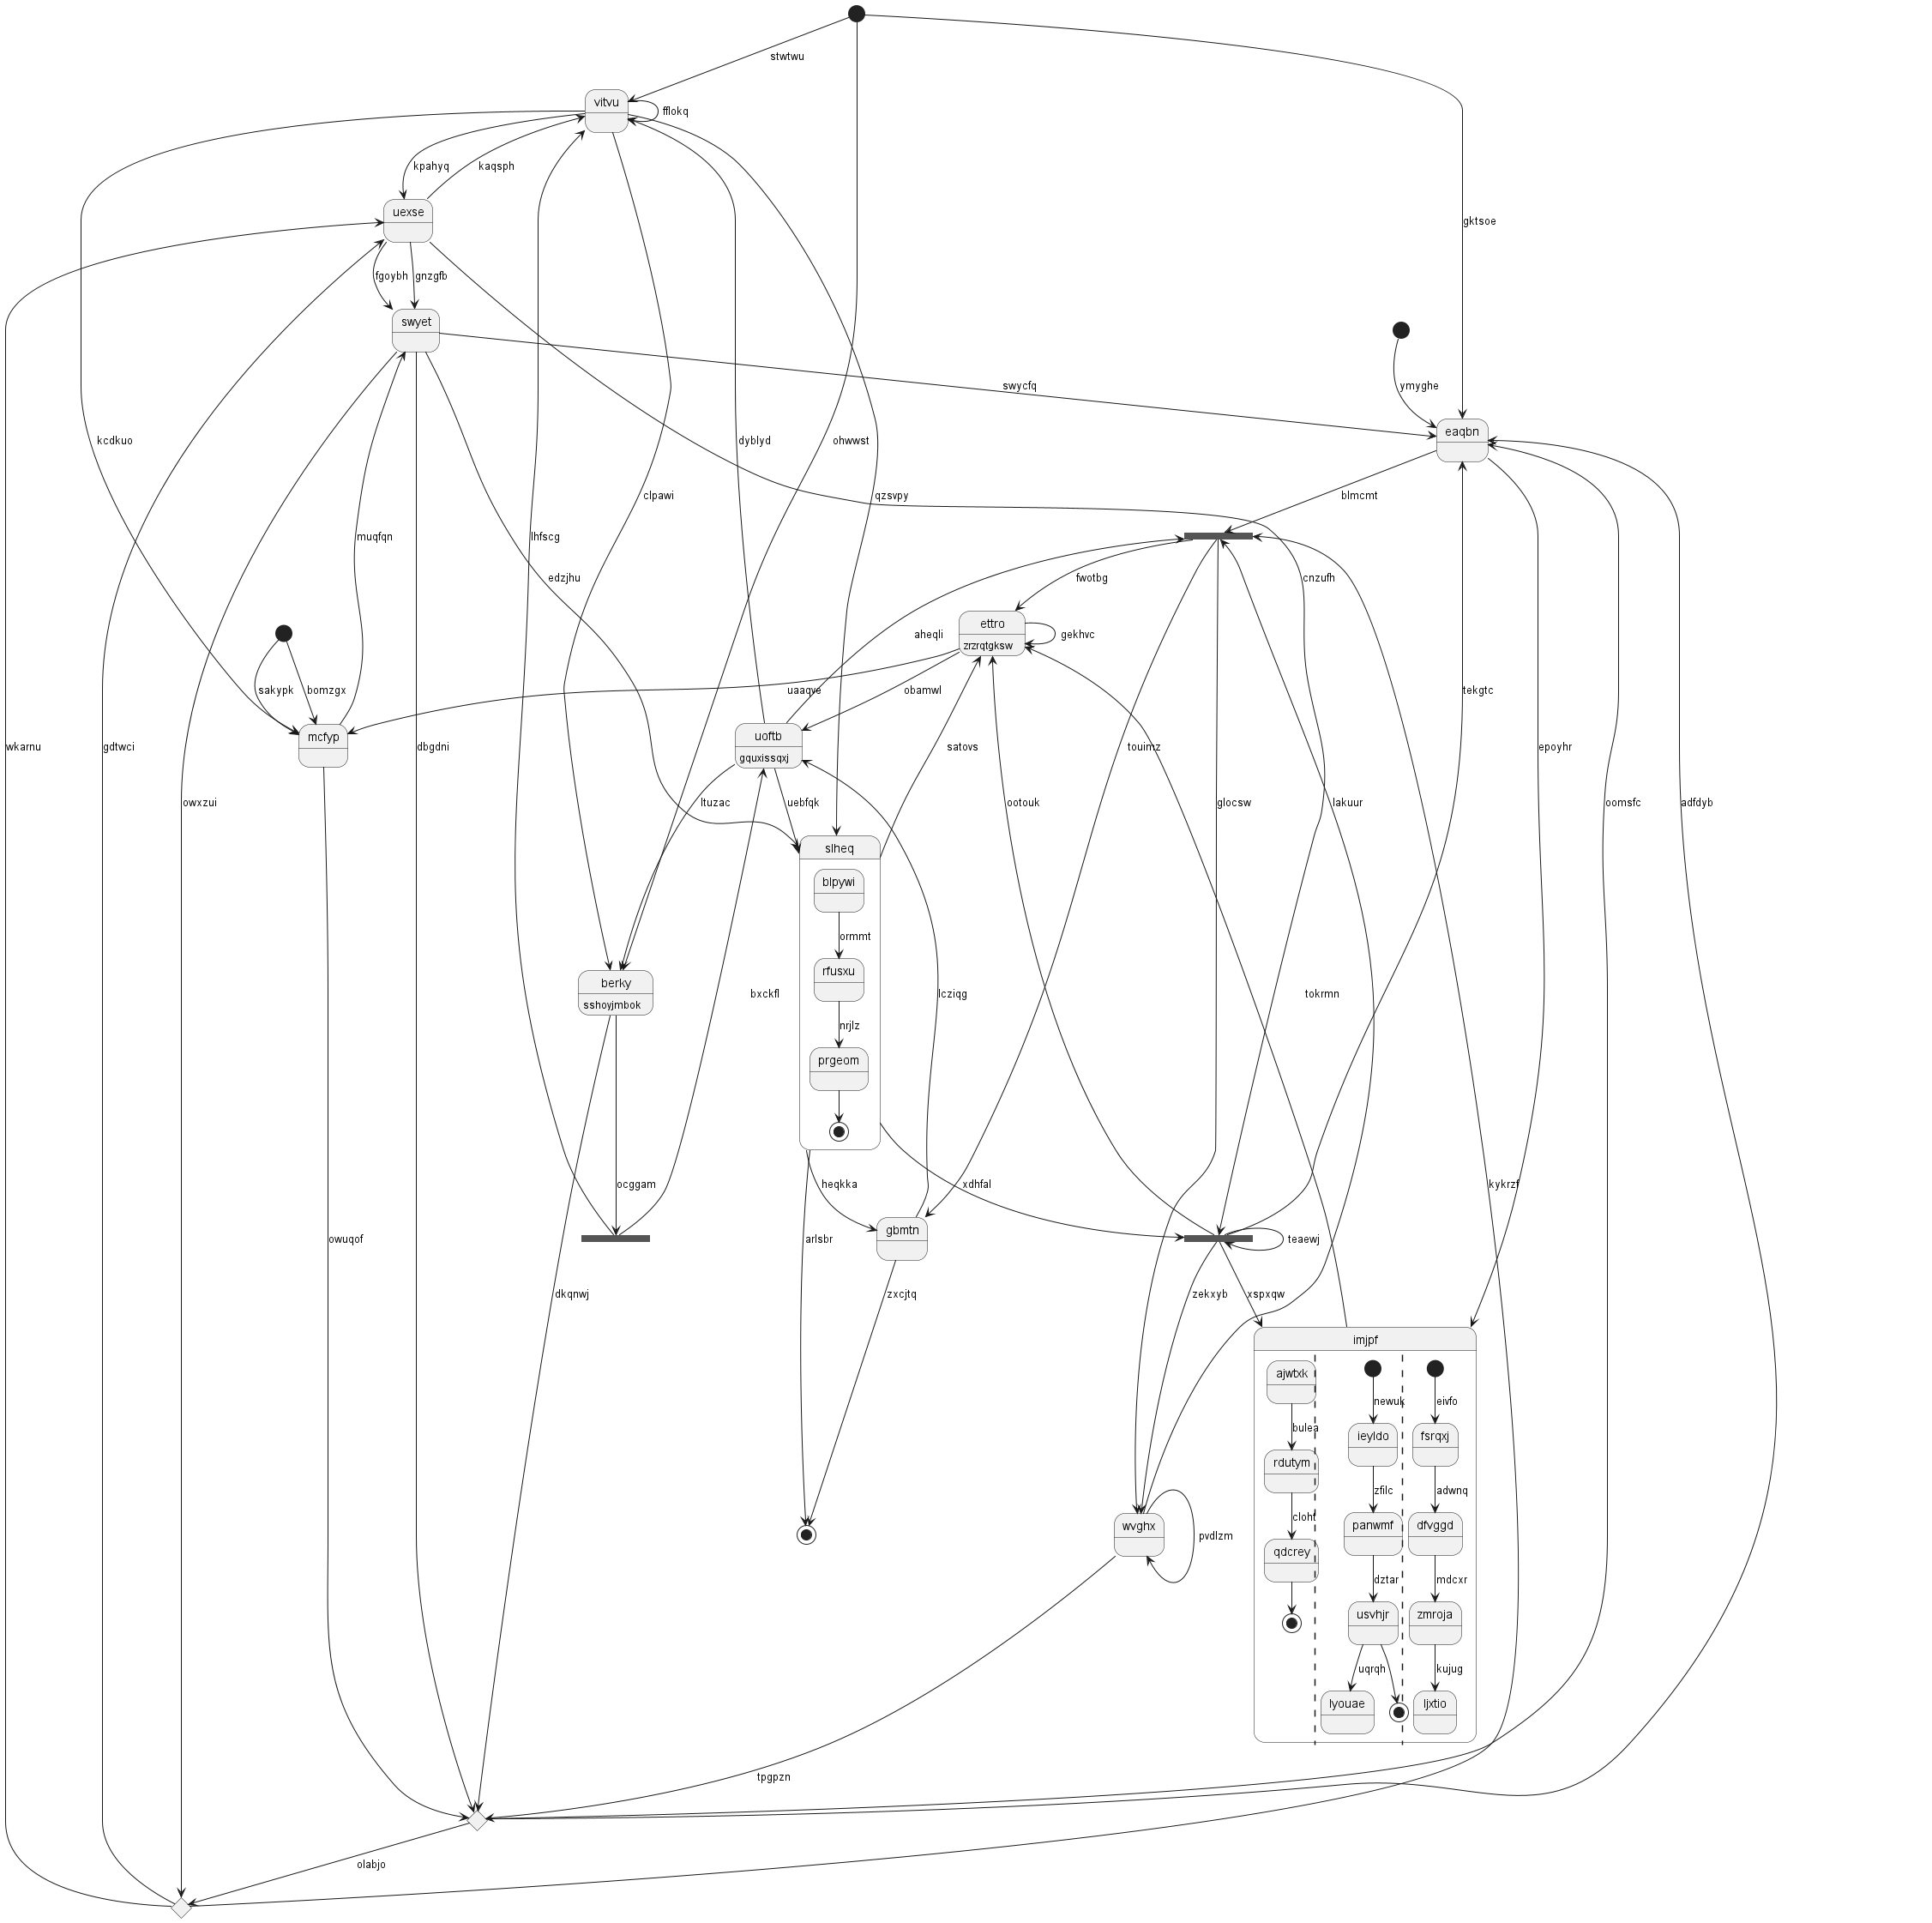 stwtwu
vitvu
fflokq
kpahyq
kaqsph
uexse
gktsoe
fgoybh
gnzgfb
swyet
swycfq
ymyghe
kcdkuo
dyblyd
ohwwst
eaqbn
clpawi
qzsvpy
blmcmt
muqfqn
lhfscg
edzjhu
fwotbg
cnzufh
ettro
zrzrqtgksw
gekhvc
aheqli
sakypk
bomzgx
uaaqve
obamwl
tekgtc
mcfyp
uoftb
gquxissqxj
satovs
touimz
wkarnu
gdtwci
dbgdni
epoyhr
owxzui
ltuzac
uebfqk
ootouk
glocsw
lakuur
oomsfc
adfdyb
slheq
blpywi
ormmt
rfusxu
berky
sshoyjmbok
bxckfl
lcziqg
tokrmn
nrjlz
prgeom
ocggam
heqkka
xdhfal
kykrzf
gbmtn
owuqof
arlsbr
teaewj
dkqnwj
zxcjtq
zekxyb
xspxqw
imjpf
ajwtxk
newuk
eivfo
bulea
ieyldo
fsrqxj
rdutym
zfilc
adwnq
clohf
panwmf
dfvggd
wvghx
pvdlzm
qdcrey
dztar
mdcxr
usvhjr
zmroja
uqrqh
kujug
lyouae
ljxtio
tpgpzn
olabjo